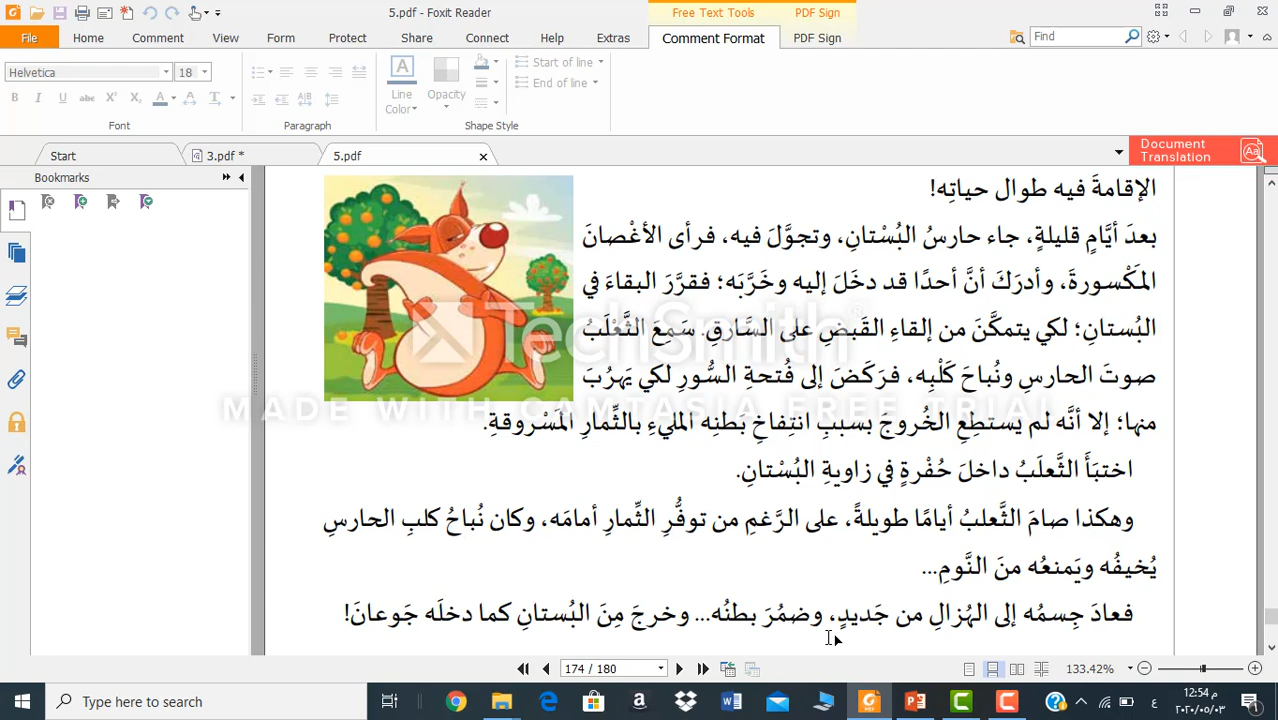 5.pdf - Foxit Reader
Free Text Tools
PDF Sign
File
Home
Comment
View
Form
Protect
Share
Connect
Help
Extras
Comment Format
PDF Sign
Find
Helvetica
18
Line Color
Opacity
Start of line
End of line
Font
Paragraph
Shape Style
Start
3.pdf *
5.pdf
Document Translation
Bookmarks
الإقامةَ فيه طوال حياتِه!
بعدَ أيَّامٍ قليلةٍ، جاء حارسُ البُسْتانِ، وتجوَّلَ فيه، فرأى الأغْصانَ
المَكْسورةَ، وأدرَكَ أنَّ أحدًا قد دخَلَ إليه وخَرَّبَه؛ فقرَّرَ البقاءَ في
البُستانِ؛ لكي يتمكَّنَ من إلقاءِ القَبضِ على السَّارقِ. سَمِعَ الثَّعْلَبُ
صوتَ الحارسِ ونُباحَ كَلْبِه، فرَكَضَ إلى فُتحةِ السُّورِ لكي يَهرُبَ
منها؛ إلا أنَّه لم يستطِعِ الخُروجَ بسببِ انتِفاخِ بَطنِه المليءِ بالثِّمارِ المَسْروقةِ.
اختبَأَ الثَّعلَبُ داخلَ حُفْرةٍ في زاويةِ البُسْتانِ.
وهكذا صامَ الثَّعلبُ أيامًا طويلةً، على الرَّغمِ من توفُّرِ الثِّمارِ أمامَه، وكان نُباحُ كلبِ الحارسِ
يُخيفُه ويَمنعُه منَ النَّومِ...
فعادَ جِسمُه إلى الهُزالِ من جَديدٍ، وضمُرَ بطنُه... وخرجَ مِنَ البُستانِ كما دخلَه جَوعانَ!
TechSmith®
MADE WITH CAMTASIA FREE TRIAL
174 / 180
133.42%
Type here to search
ع
12:54 م
٢٠٢٠/٠٥/٠٣